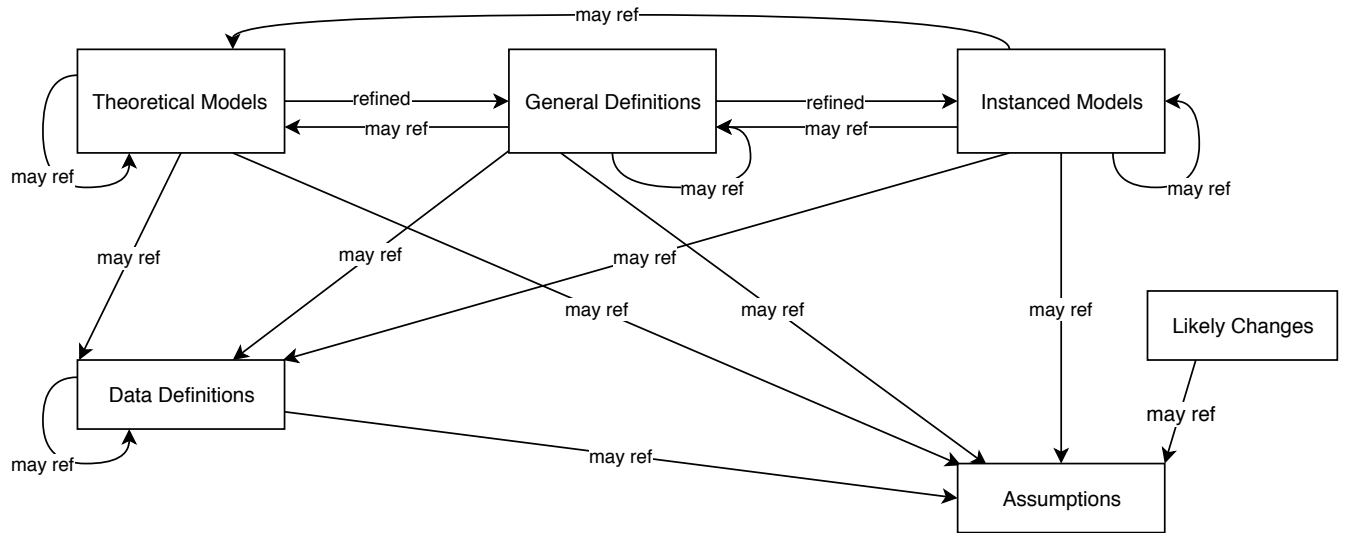 may ref
Theoretical Models
refined
General Definitions
refined
Instanced Models
may ref
may ref
may ref
may ref
may ref
may ref
may ref
may ref
may ref
may ref
may ref
may ref
Likely Changes
Data Definitions
may ref
may ref
may ref
Assumptions